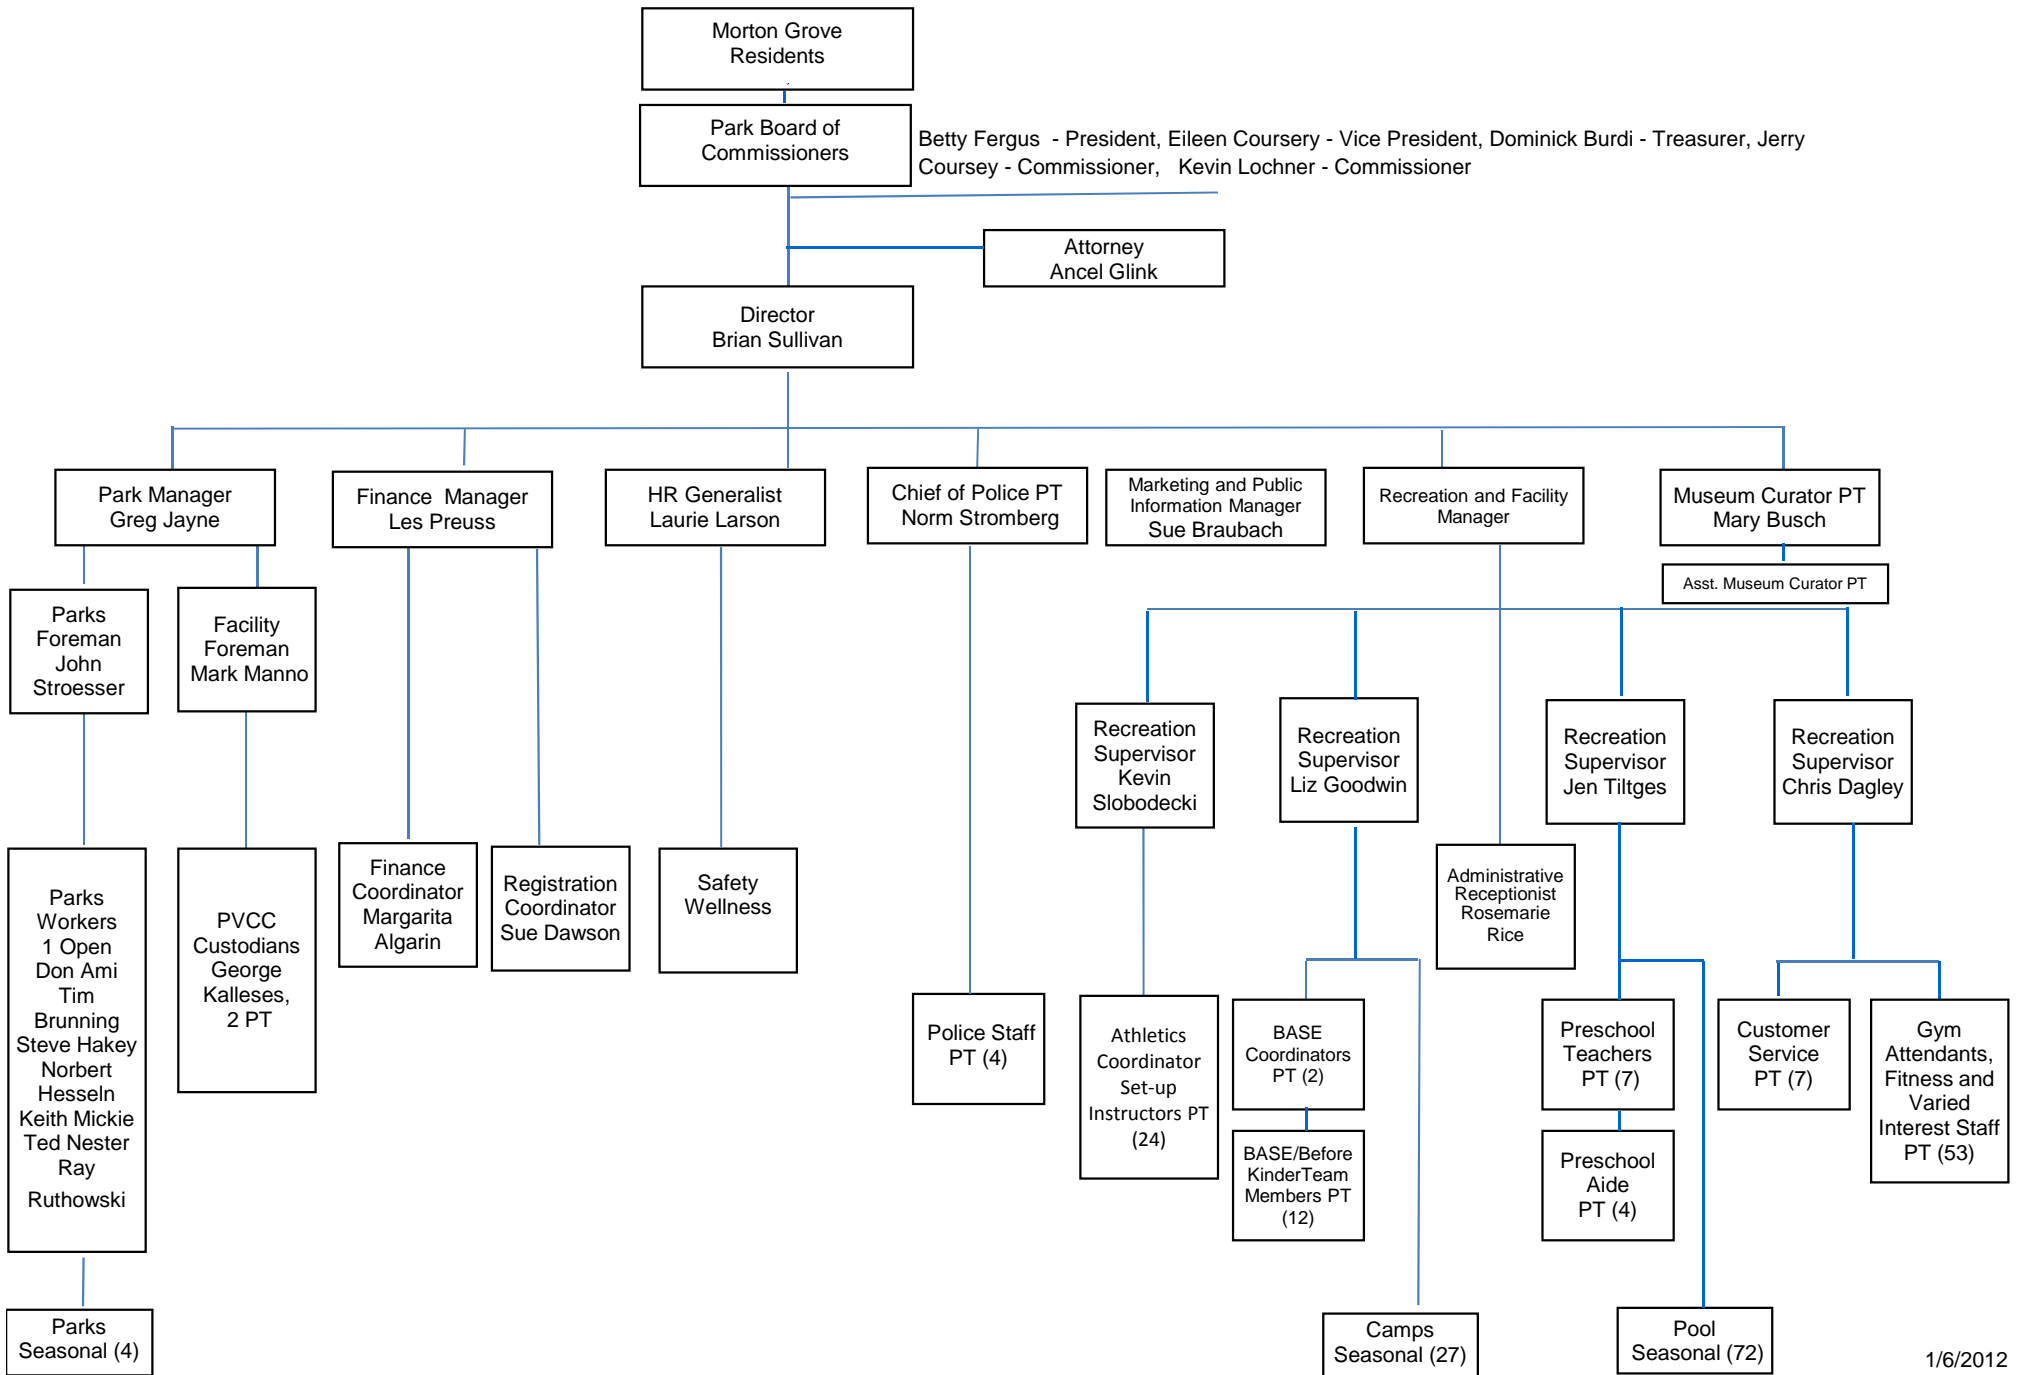 Morton Grove
Residents
Park Board of
Commissioners
Betty Fergus - President, Eileen Coursery - Vice President, Dominick Burdi - Treasurer, Jerry
Coursey - Commissioner, Kevin Lochner - Commissioner
Attorney
Ancel Glink
Director
Brian Sullivan
Park Manager
Greg Jayne
Finance Manager
Les Preuss
HR Generalist
Laurie Larson
Chief of Police PT
Norm Stromberg
Marketing and Public
Information Manager
Sue Braubach
Recreation and Facility
Manager
Museum Curator PT
Mary Busch
Asst. Museum Curator PT
Parks
Foreman
John
Stroesser
Facility
Foreman
Mark Manno
Recreation
Supervisor
Kevin
Slobodecki
Recreation
Supervisor
Liz Goodwin
Recreation
Supervisor
Jen Tiltges
Recreation
Supervisor
Chris Dagley
Parks
Workers
1 Open
Don Ami
Tim
Brunning
Steve Hakey
Norbert
Hesseln
Keith Mickie
Ted Nester
Ray
Ruthowski
PVCC
Custodians
George
Kalleses,
2 PT
Finance
Coordinator
Margarita
Algarin
Registration
Coordinator
Sue Dawson
Safety
Wellness
Administrative
Receptionist
Rosemarie
Rice
Police Staff
PT (4)
Athletics
Coordinator
Set-up
Instructors PT
(24)
BASE
Coordinators
PT (2)
BASE/Before
KinderTeam
Members PT
(12)
Preschool
Teachers
PT (7)
Preschool
Aide
PT (4)
Customer
Service
PT (7)
Gym
Attendants,
Fitness and
Varied
Interest Staff
PT (53)
Parks
Seasonal (4)
Camps
Seasonal (27)
Pool
Seasonal (72)
1/6/2012